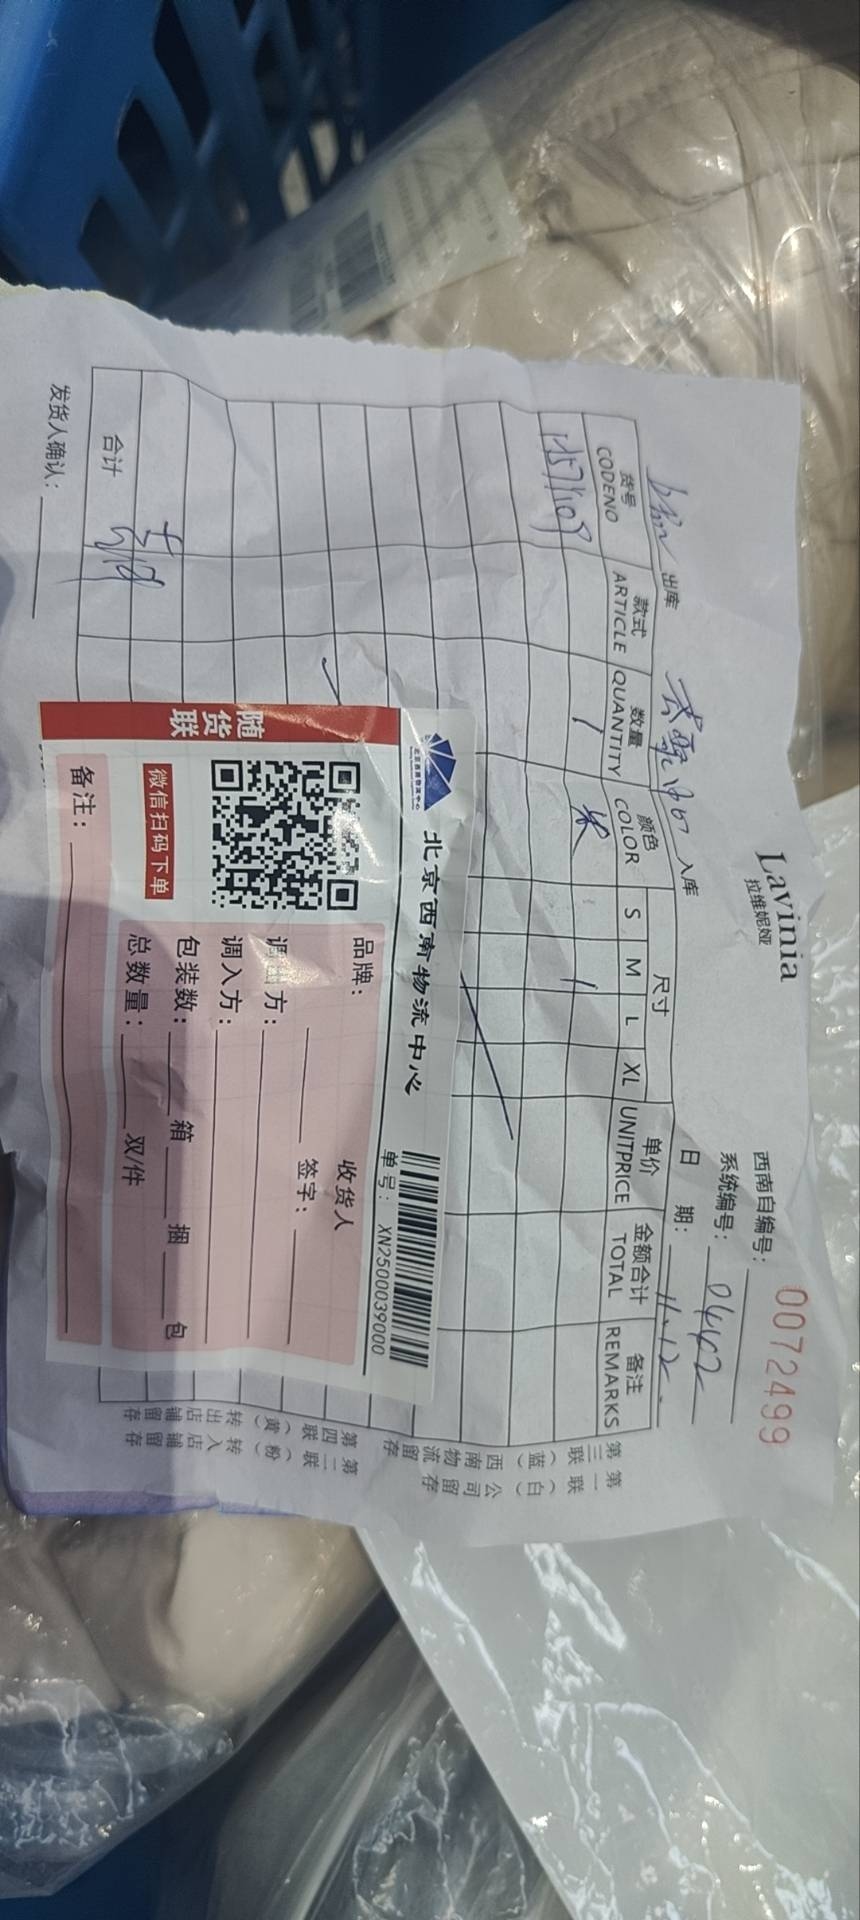 Lavinia
拉维妮娅
西南自编号: 0072499
系统编号: 0442
出库 入库 日 期: 11.12.
货号 款式 数量 颜色 尺寸 单价 金额合计 备注
CODENO ARTICLE QUANTITY COLOR S M L XL UNITPRICE TOTAL REMARKS
1 米 1
合计
发货人确认:
第一联(白)公司留存
第三联(蓝)西南物流留存
第二联(粉)转入店铺留存
第四联(黄)转出店铺留存
北京西南物流中心
单号: XN2500039000
随货联
微信扫码下单
品牌: 收货人
签字:
调出方:
调入方:
包装数: 箱 捆 包
总数量: 双/件
备注: